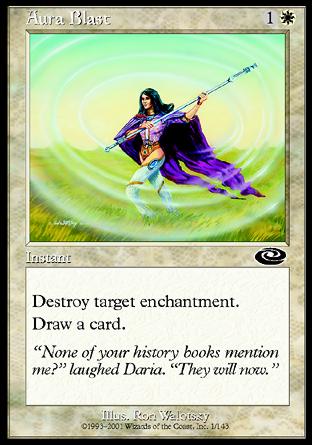 Aura Blast
1
Instant
Destroy target enchantment.
Draw a card.
“None of your history books mention
me?” laughed Daria. “They will now.”
Illus. Ron Walotsky
©1993–2001 Wizards of the Coast, Inc. 1/143